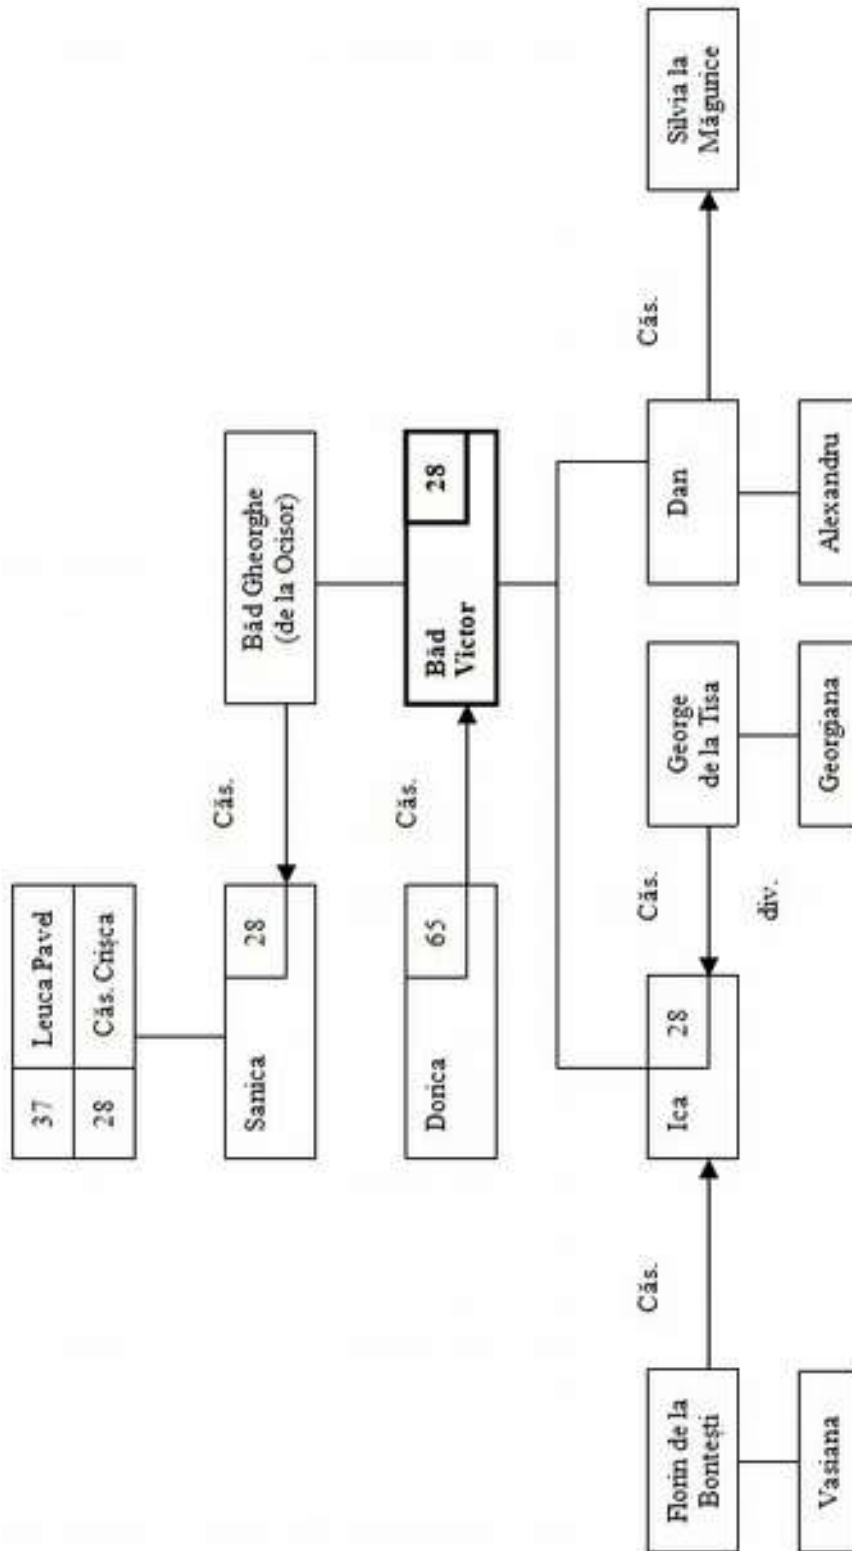 37
Leuca Pavel
28
Căs. Crișca
Sanica
28
Căs.
Băd Gheorghe
(de la Ocisor)
Dorica
65
Căs.
Băd
Victor
28
Florin de la
Bontești
Căs.
Ica
28
Căs.
div.
George
de la Tisa
Dan
Căs.
Silvia la
Măgurice
Vasiana
Georgiana
Alexandru